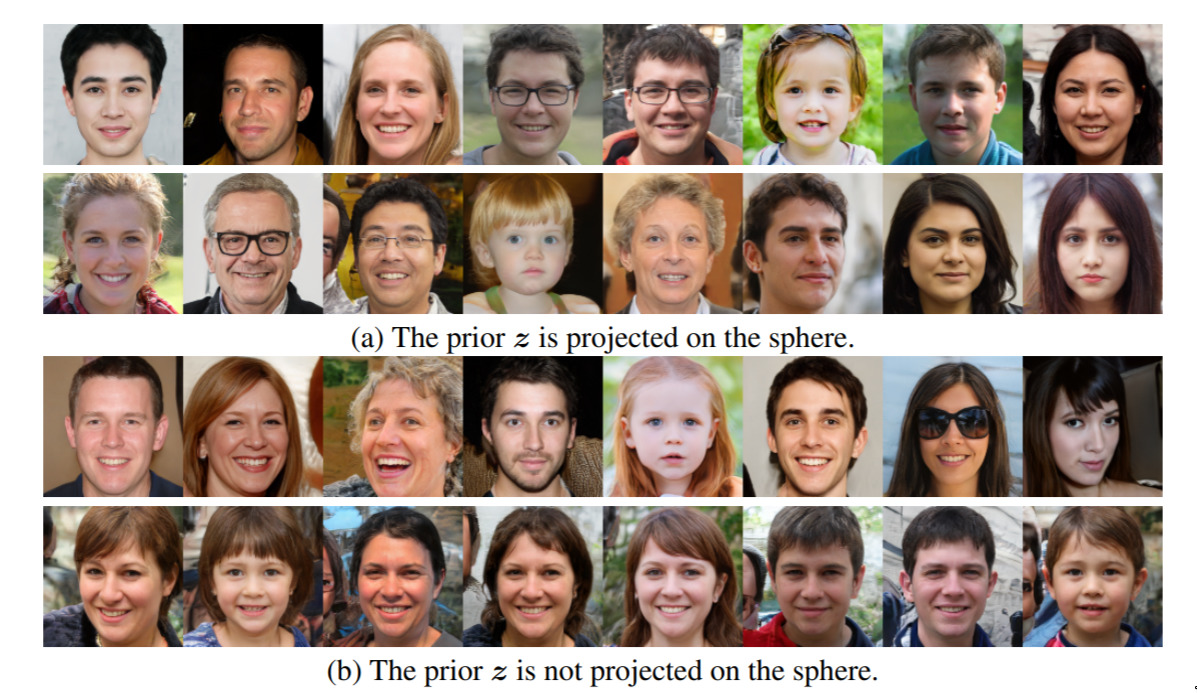 (a) The prior z is projected on the sphere.
(b) The prior z is not projected on the sphere.